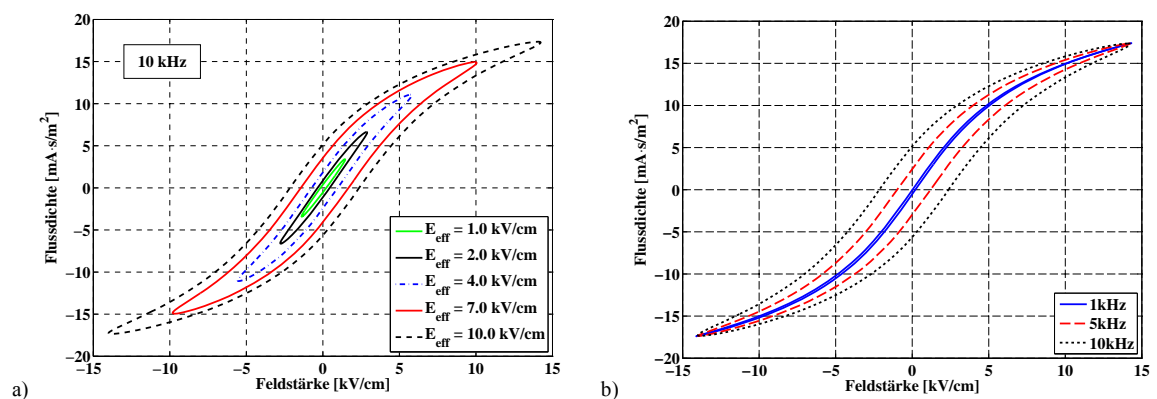 a)
20
15
10
5
0
−5
−10
−15
−20
−15
−10
−5
0
5
10
15
Flussdichte [mA·s/m²]
Feldstärke [kV/cm]
10 kHz
E_eff = 1.0 kV/cm
E_eff = 2.0 kV/cm
E_eff = 4.0 kV/cm
E_eff = 7.0 kV/cm
E_eff = 10.0 kV/cm
b)
20
15
10
5
0
−5
−10
−15
−20
−15
−10
−5
0
5
10
15
Flussdichte [mA·s/m²]
Feldstärke [kV/cm]
1kHz
5kHz
10kHz